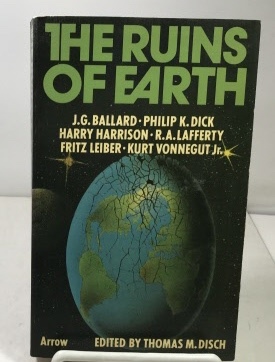 THE RUINS
OF EARTH
J.G. BALLARD · PHILIP K. DICK
HARRY HARRISON · R.A. LAFFERTY
FRITZ LEIBER · KURT VONNEGUT Jr.
Arrow EDITED BY THOMAS M. DISCH